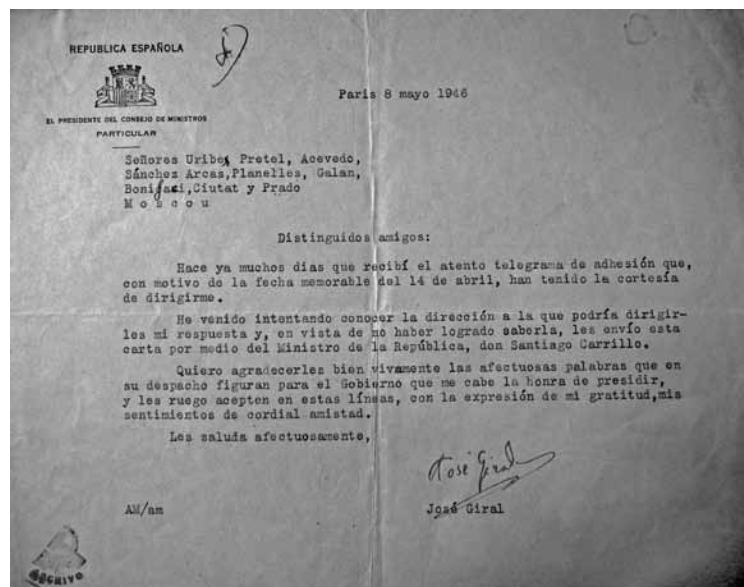 REPUBLICA ESPAÑOLA
EL PRESIDENTE DEL CONSEJO DE MINISTROS
PARTICULAR
Paris 8 mayo 1946
Señores Uribe, Pretel, Acevedo,
Sánchez Arcas,Planelles, Galan,
Bonifaci,Ciutat y Prado
M o s c o u
Distinguidos amigos:
Hace ya muchos dias que recibí el atento telegrama de adhesión que,
con motivo de la fecha memorable del 14 de abril, han tenido la cortesía
de dirigirme.
He venido intentando conocer la dirección a la que podría dirigir-
les mi respuesta y, en vista de no haber logrado saberla, les envío esta
carta por medio del Ministro de la República, don Santiago Carrillo.
Quiero agradecerles bien vivamente las afectuosas palabras que en
su despacho figuran para el Gobierno que me cabe la honra de presidir,
y les ruego acepten en estas líneas, con la expresión de mi gratitud,mis
sentimientos de cordial amistad.
Les saluda afectuosamente,
José Giral
AM/am
José Giral
ARCHIVO